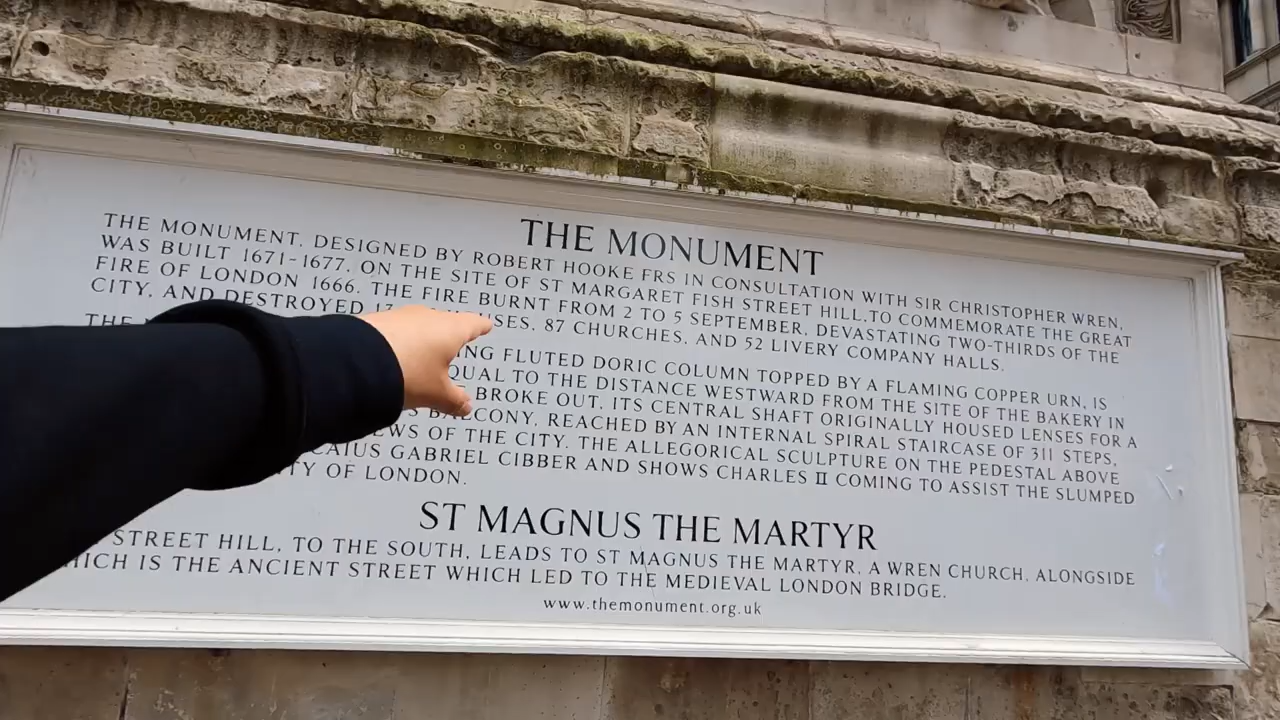 THE MONUMENT
THE MONUMENT, DESIGNED BY ROBERT HOOKE FRS IN CONSULTATION WITH SIR CHRISTOPHER WREN,
WAS BUILT 1671-1677, ON THE SITE OF ST MARGARET FISH STREET HILL,TO COMMEMORATE THE GREAT
FIRE OF LONDON 1666. THE FIRE BURNT FROM 2 TO 5 SEPTEMBER, DEVASTATING TWO-THIRDS OF THE
CITY, AND DESTROYED USES, 87 CHURCHES, AND 52 LIVERY COMPANY HALLS.
THE ING FLUTED DORIC COLUMN TOPPED BY A FLAMING COPPER URN, IS
QUAL TO THE DISTANCE WESTWARD FROM THE SITE OF THE BAKERY IN
BROKE OUT. ITS CENTRAL SHAFT ORIGINALLY HOUSED LENSES FOR A
S BALCONY, REACHED BY AN INTERNAL SPIRAL STAIRCASE OF 311 STEPS,
EWS OF THE CITY. THE ALLEGORICAL SCULPTURE ON THE PEDESTAL ABOVE
CAIUS GABRIEL CIBBER AND SHOWS CHARLES II COMING TO ASSIST THE SLUMPED
TY OF LONDON.
ST MAGNUS THE MARTYR
STREET HILL, TO THE SOUTH, LEADS TO ST MAGNUS THE MARTYR, A WREN CHURCH, ALONGSIDE
HICH IS THE ANCIENT STREET WHICH LED TO THE MEDIEVAL LONDON BRIDGE.
www.themonument.org.uk